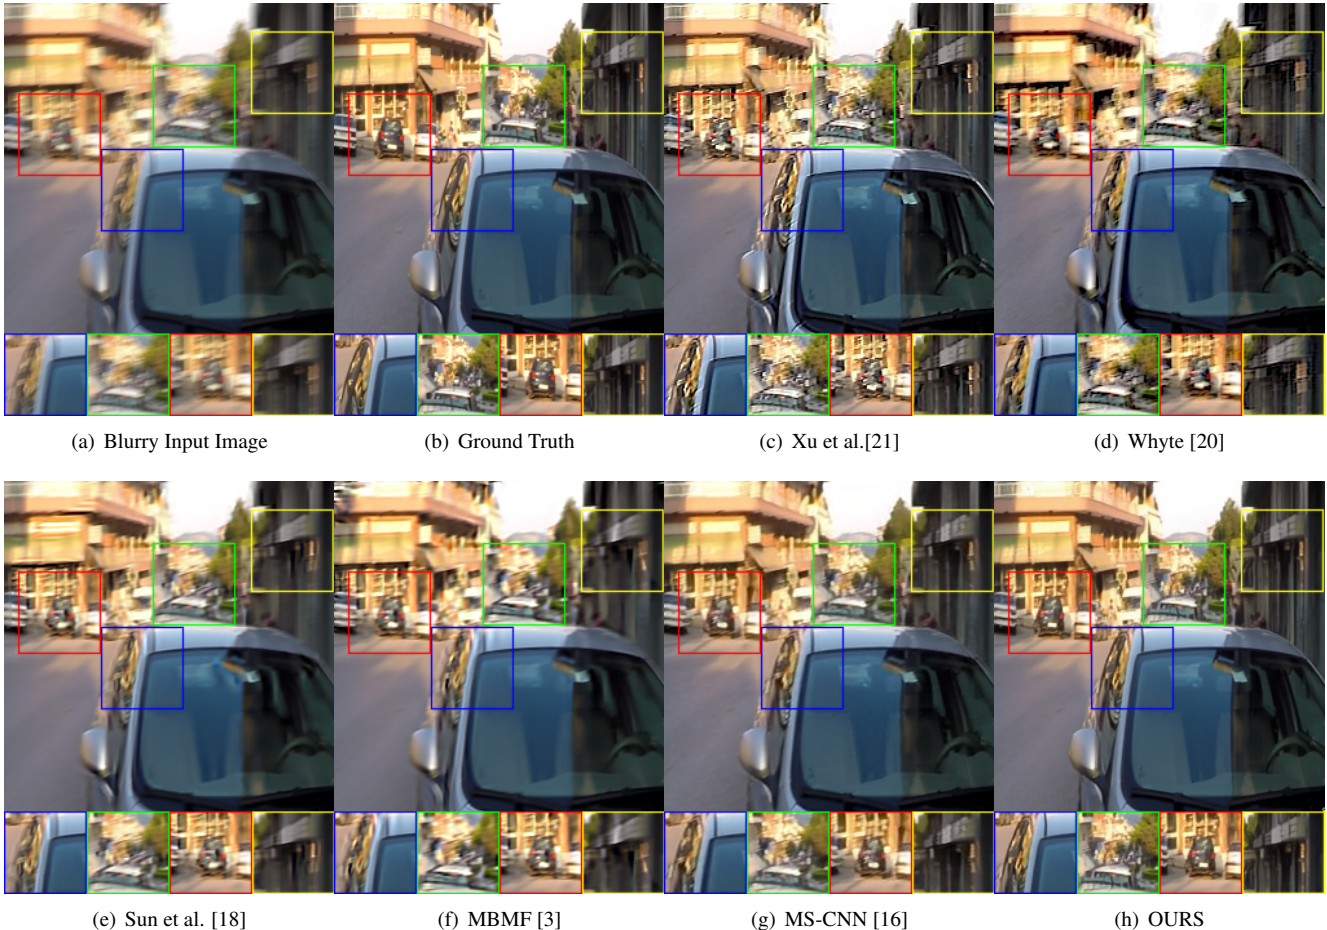 (a) Blurry Input Image
(b) Ground Truth
(c) Xu et al.[21]
(d) Whyte [20]
(e) Sun et al. [18]
(f) MBMF [3]
(g) MS-CNN [16]
(h) OURS